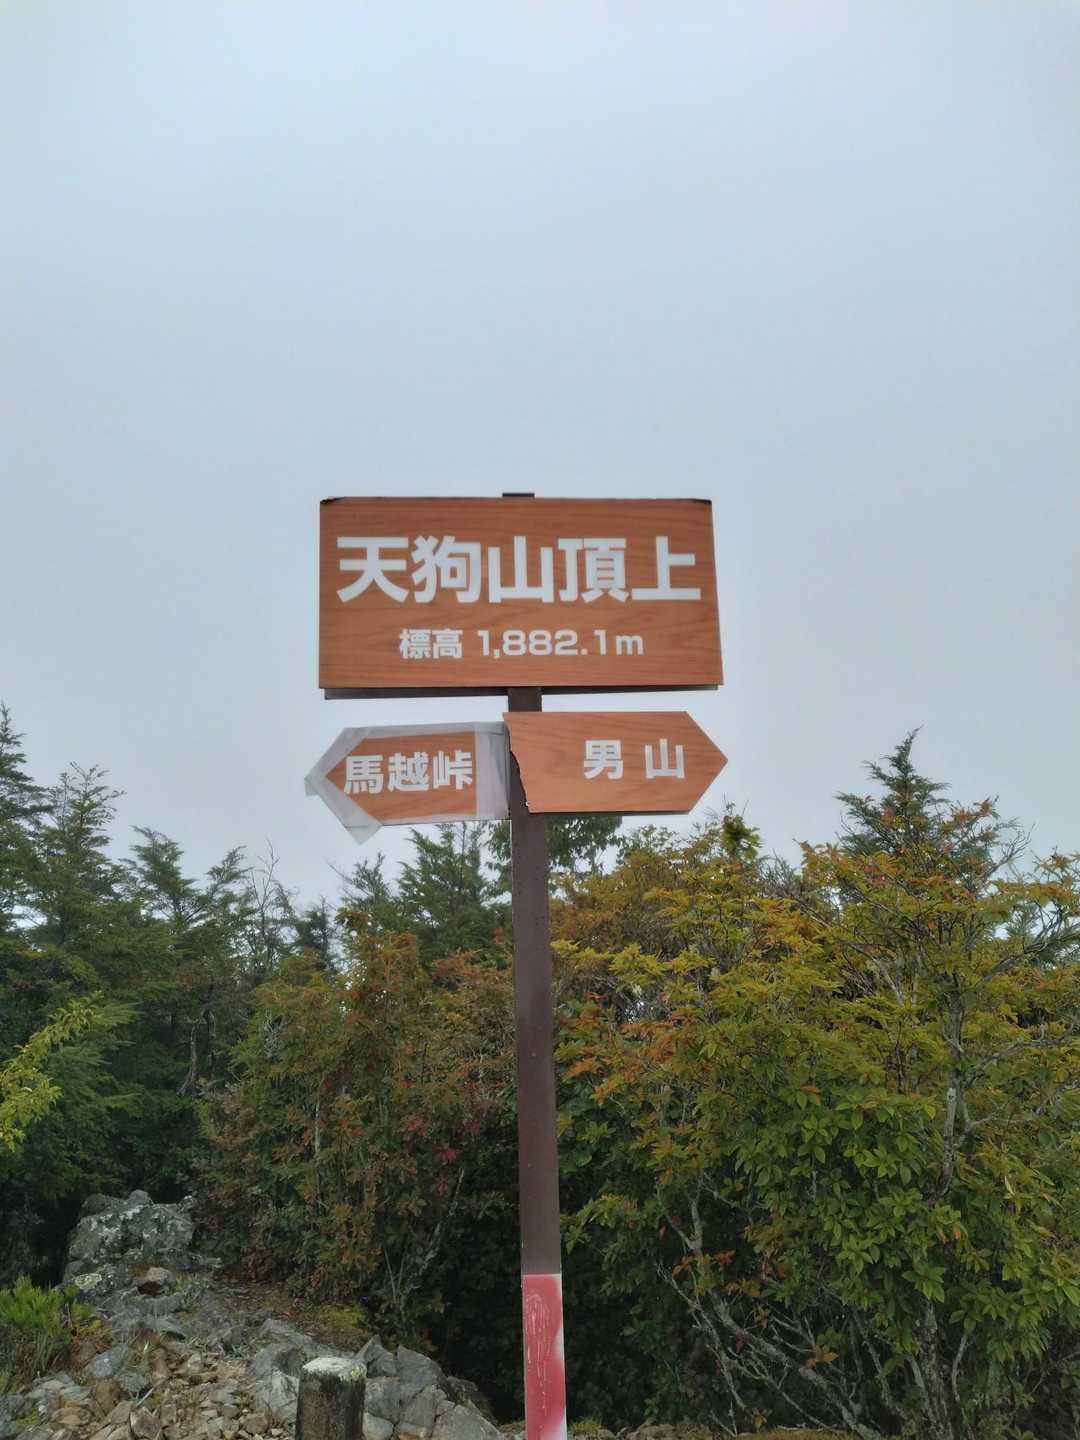 天狗山頂上
標高 1,882.1m
馬越峠
男山